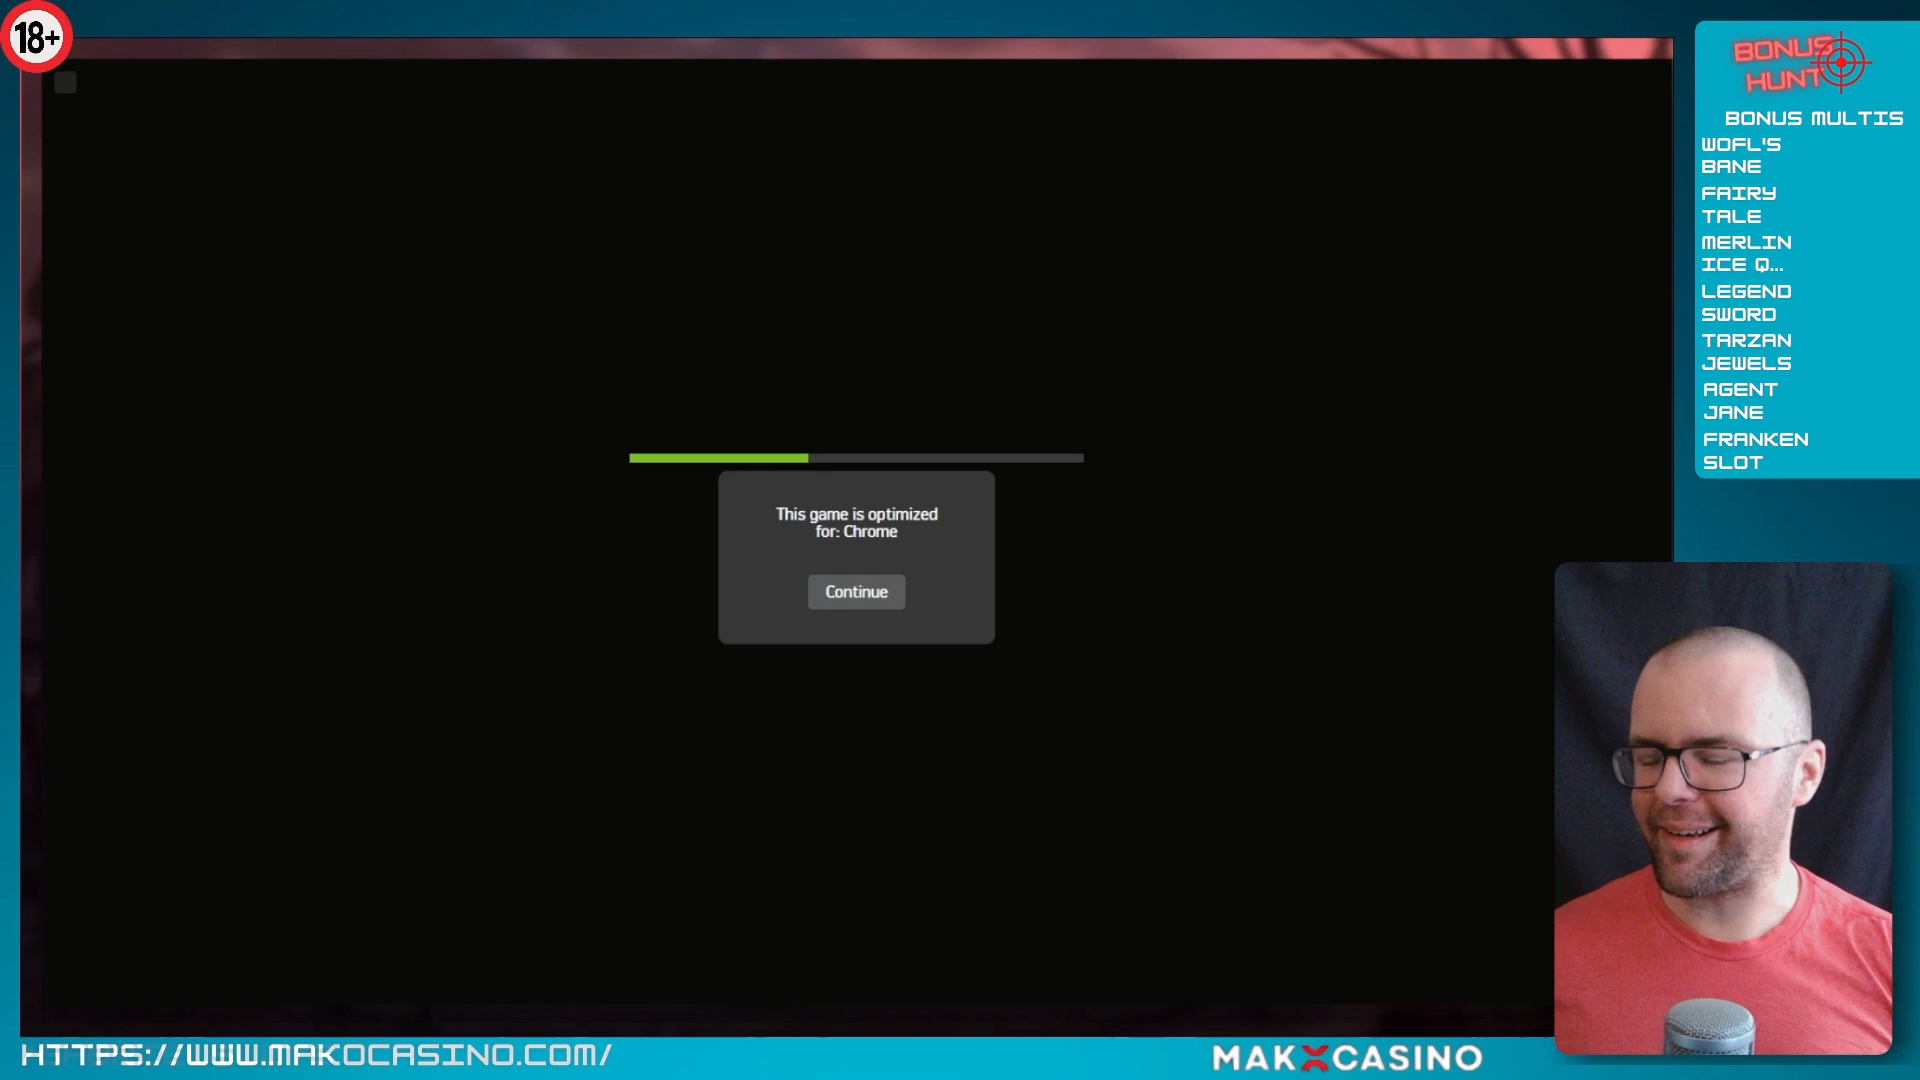 18+
BONUS
HUNT
BONUS MULTIS
WOFL'S
BANE
FAIRY
TALE
MERLIN
ICE Q...
LEGEND
SWORD
TARZAN
JEWELS
AGENT
JANE
FRANKEN
SLOT
This game is optimized
for: Chrome
Continue
HTTPS://WWW.MAKOCASINO.COM/
MAKOCASINO